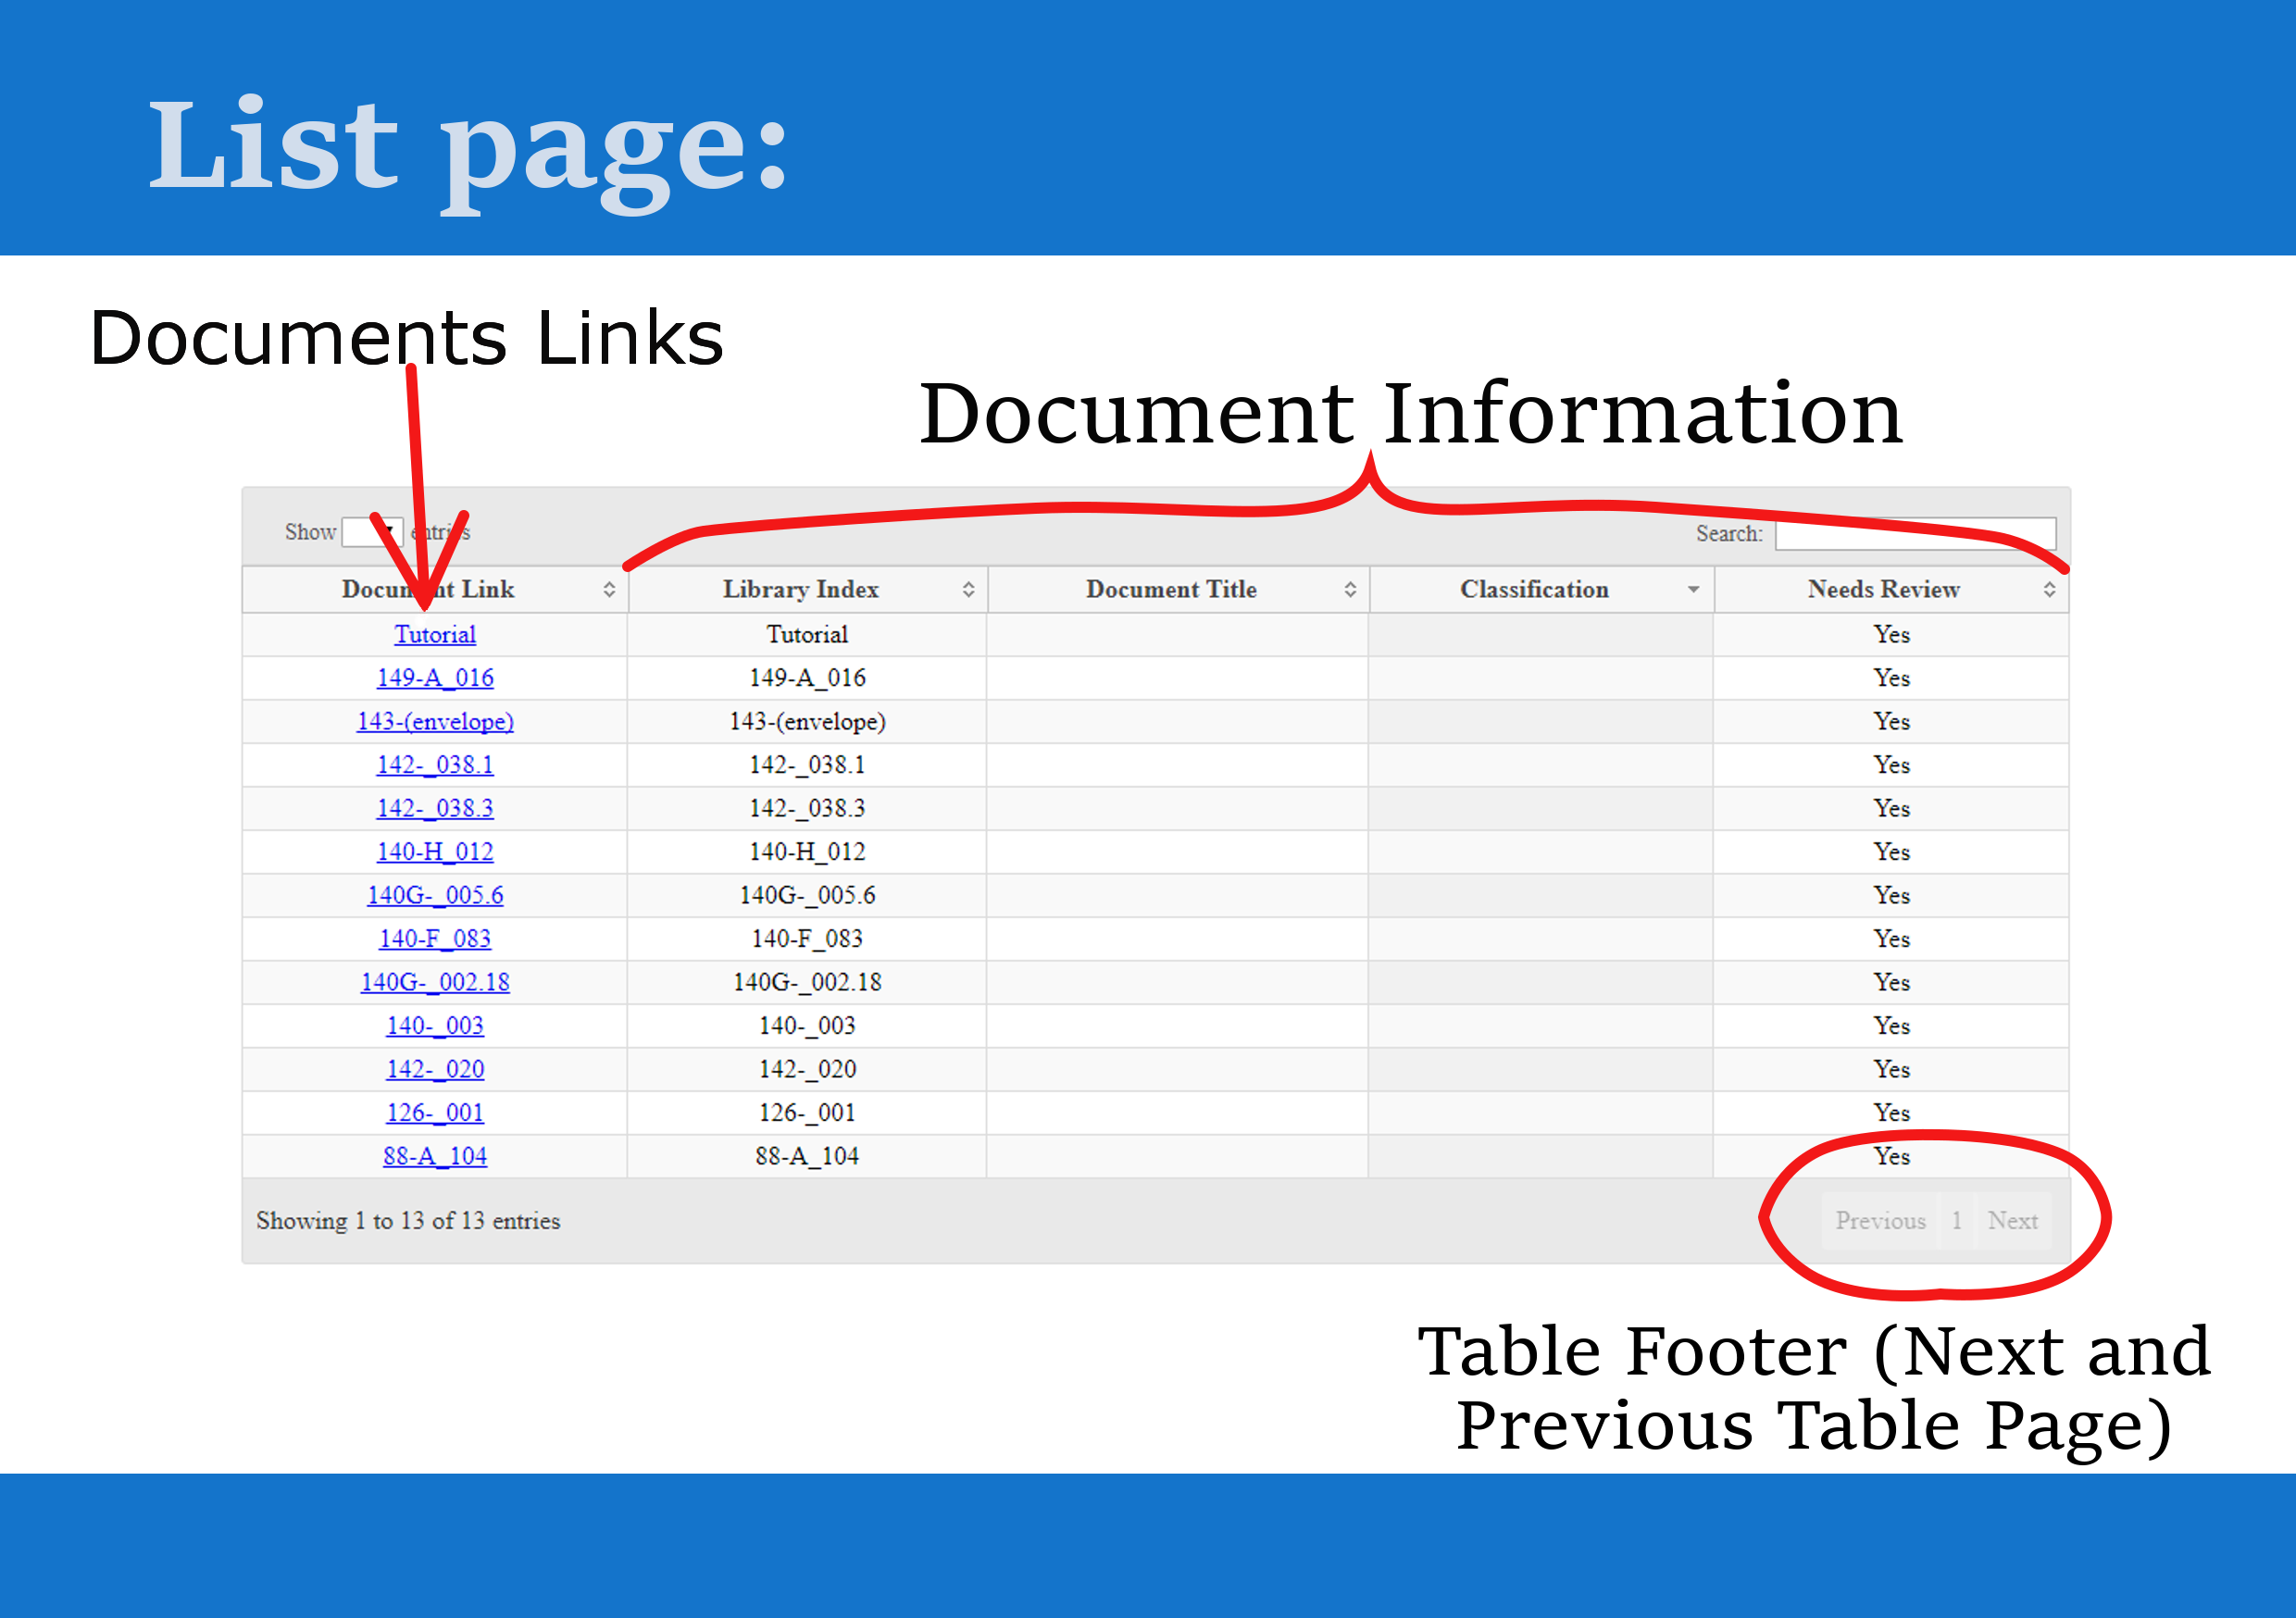 List page:
Documents Links
Document Information
Show entries Search:
Document Link Library Index Document Title Classification Needs Review
Tutorial Tutorial Yes
149-A_016 149-A_016 Yes
143-(envelope) 143-(envelope) Yes
142-_038.1 142-_038.1 Yes
142-_038.3 142-_038.3 Yes
140-H_012 140-H_012 Yes
140G-_005.6 140G-_005.6 Yes
140-F_083 140-F_083 Yes
140G-_002.18 140G-_002.18 Yes
140-_003 140-_003 Yes
142-_020 142-_020 Yes
126-_001 126-_001 Yes
88-A_104 88-A_104 Yes
Showing 1 to 13 of 13 entries Previous 1 Next
Table Footer (Next and
Previous Table Page)